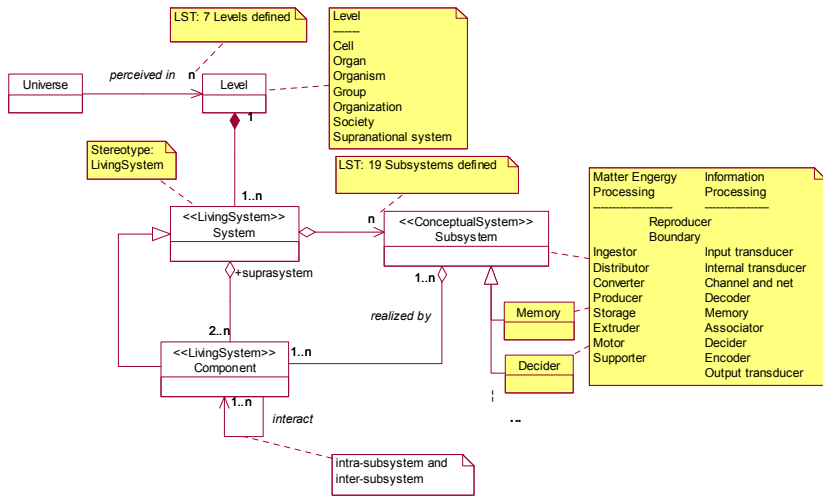 LST: 7 Levels defined
Level
-------
Cell
Organ
Organism
Group
Organization
Society
Supranational system
perceived in
n
Universe
Level
1
Stereotype:
LivingSystem
LST: 19 Subsystems defined
1..n
n
<<LivingSystem>>
System
<<ConceptualSystem>>
Subsystem
Matter Engergy Information
Processing Processing
---------------------- -----------------
Reproducer
Boundary
Ingestor Input transducer
Distributor Internal transducer
Converter Channel and net
Producer Decoder
Storage Memory
Extruder Associator
Motor Decider
Supporter Encoder
Output transducer
+suprasystem
1..n
realized by
Memory
2..n
<<LivingSystem>>
Component
1..n
Decider
1..n
interact
...
intra-subsystem and
inter-subsystem